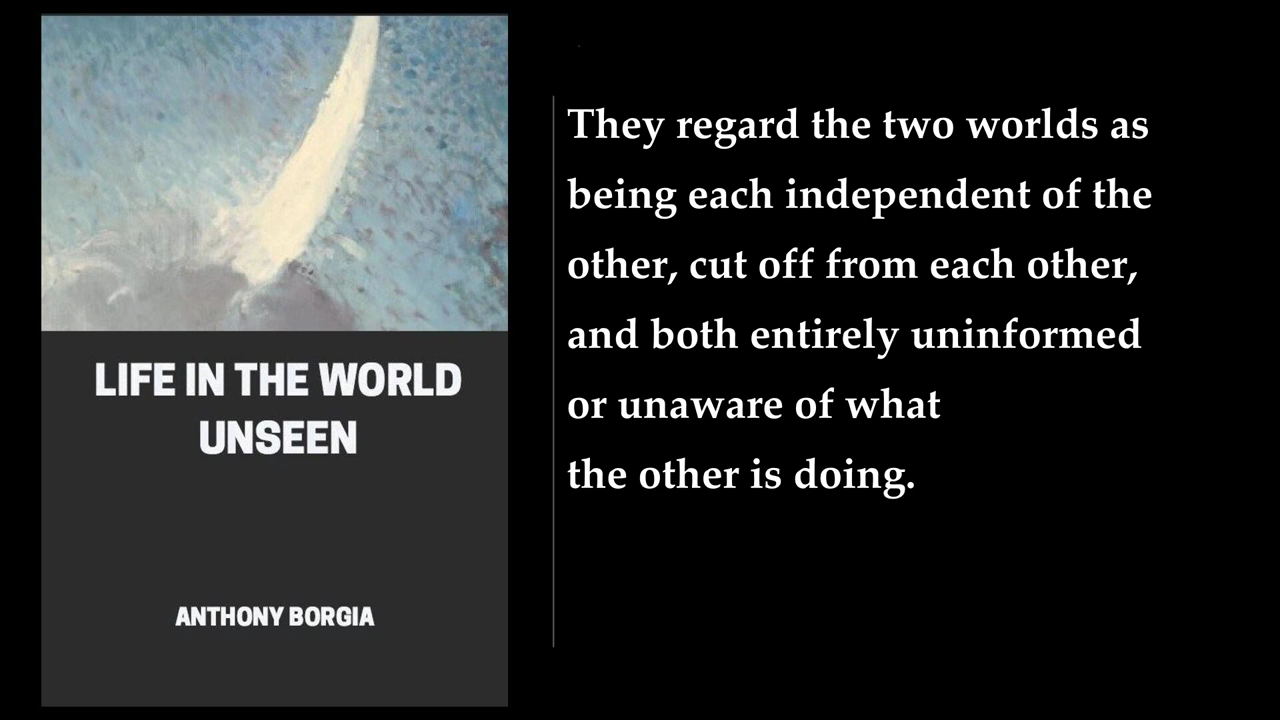 LIFE IN THE WORLD
UNSEEN
ANTHONY BORGIA
They regard the two worlds as
being each independent of the
other, cut off from each other,
and both entirely uninformed
or unaware of what
the other is doing.